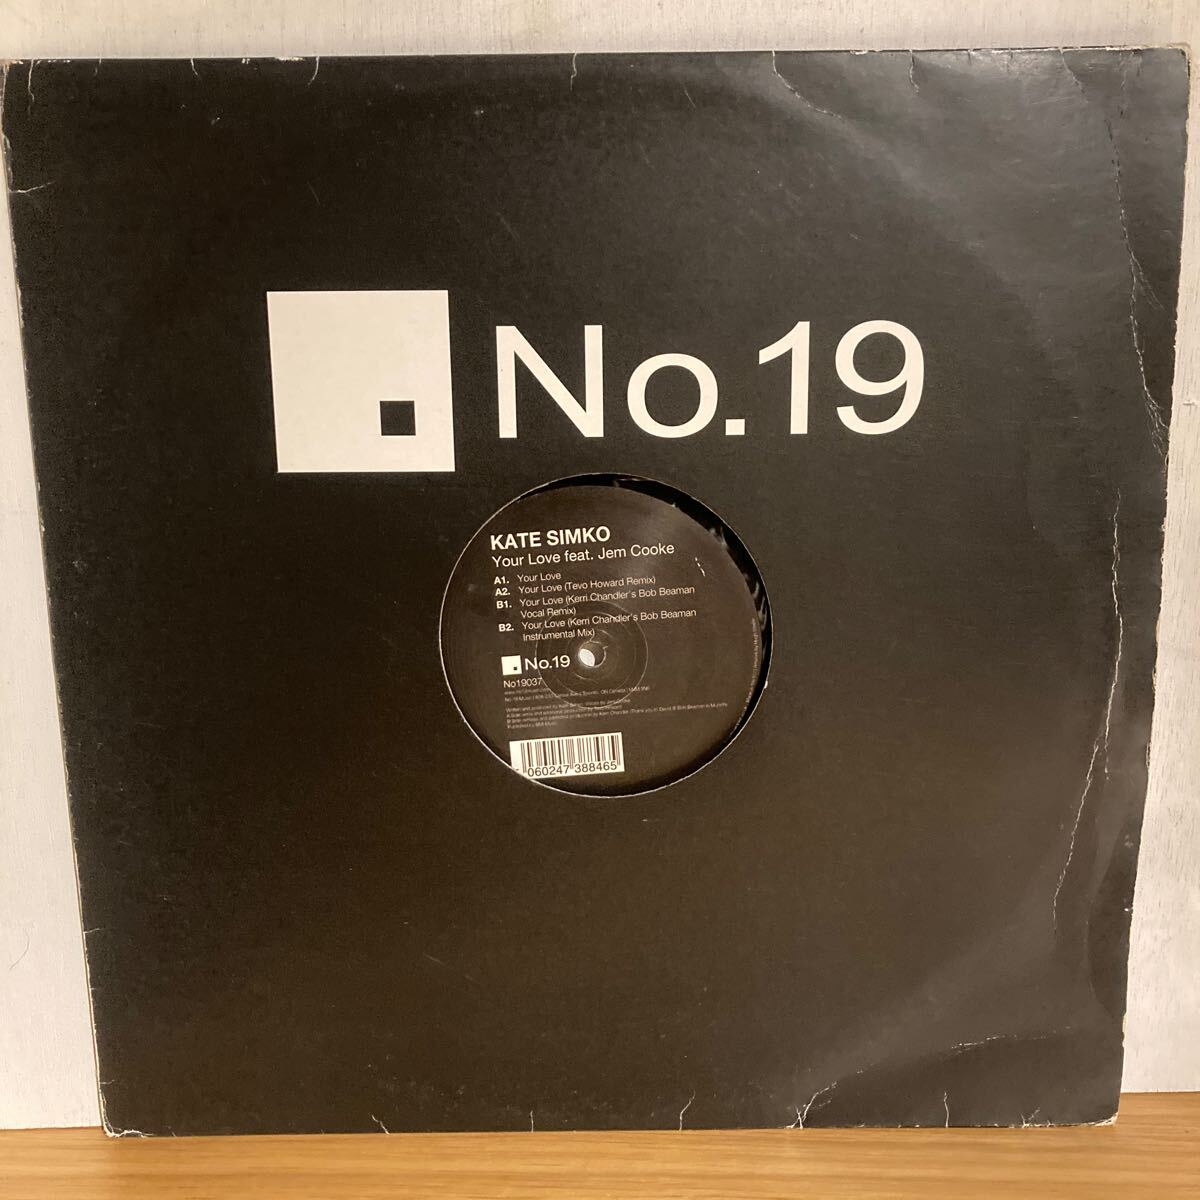 No.19
KATE SIMKO
Your Love feat. Jem Cooke
A1. Your Love
A2. Your Love (Tevo Howard Remix)
B1. Your Love (Kerri Chandler's Bob Beaman
Vocal Remix)
B2. Your Love (Kerri Chandler's Bob Beaman
Instrumental Mix)
No.19
No19037
060247 388465